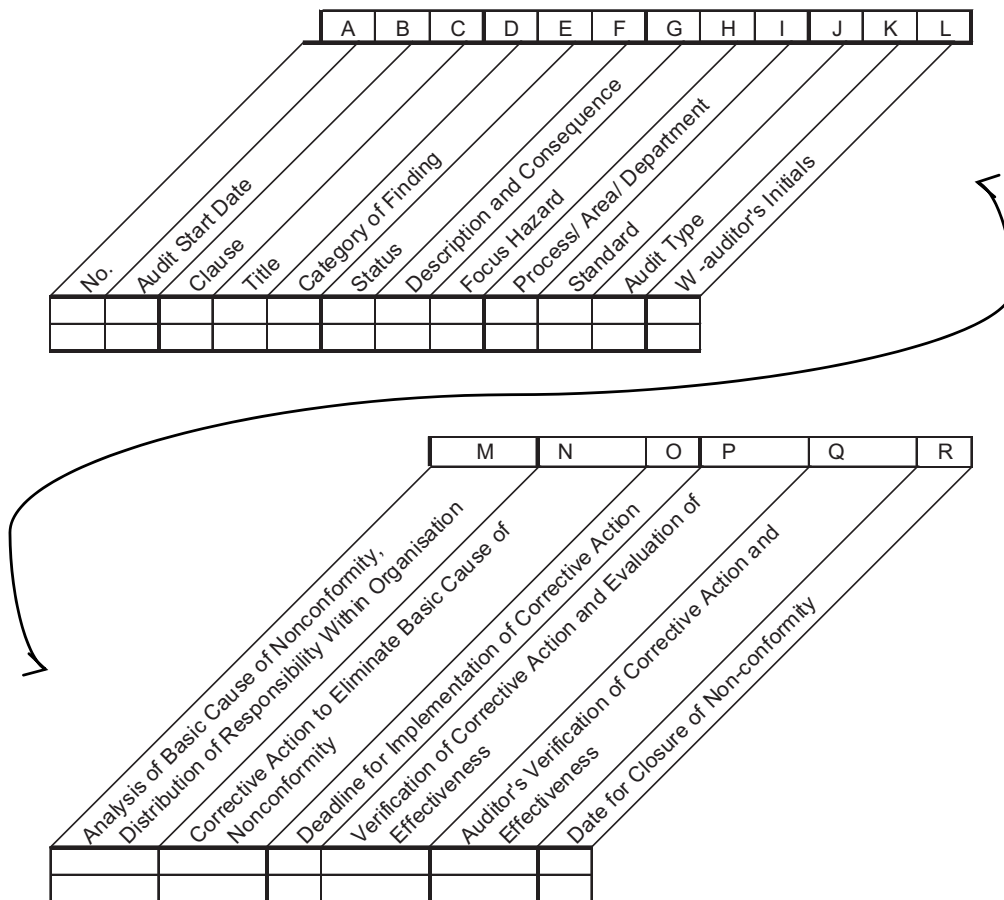 A B C D E F G H I J K L
No.
Audit Start Date
Clause
Title
Category of Finding
Status
Description and Consequence
Focus Hazard
Process/ Area/ Department
Standard
Audit Type
W -auditor's Initials
M N O P Q R
Analysis of Basic Cause of Nonconformity,
Distribution of Responsibility Within Organisation
Corrective Action to Eliminate Basic Cause of
Nonconformity
Deadline for Implementation of Corrective Action
Verification of Corrective Action and Evaluation of
Effectiveness
Auditor's Verification of Corrective Action and
Effectiveness
Date for Closure of Non-conformity